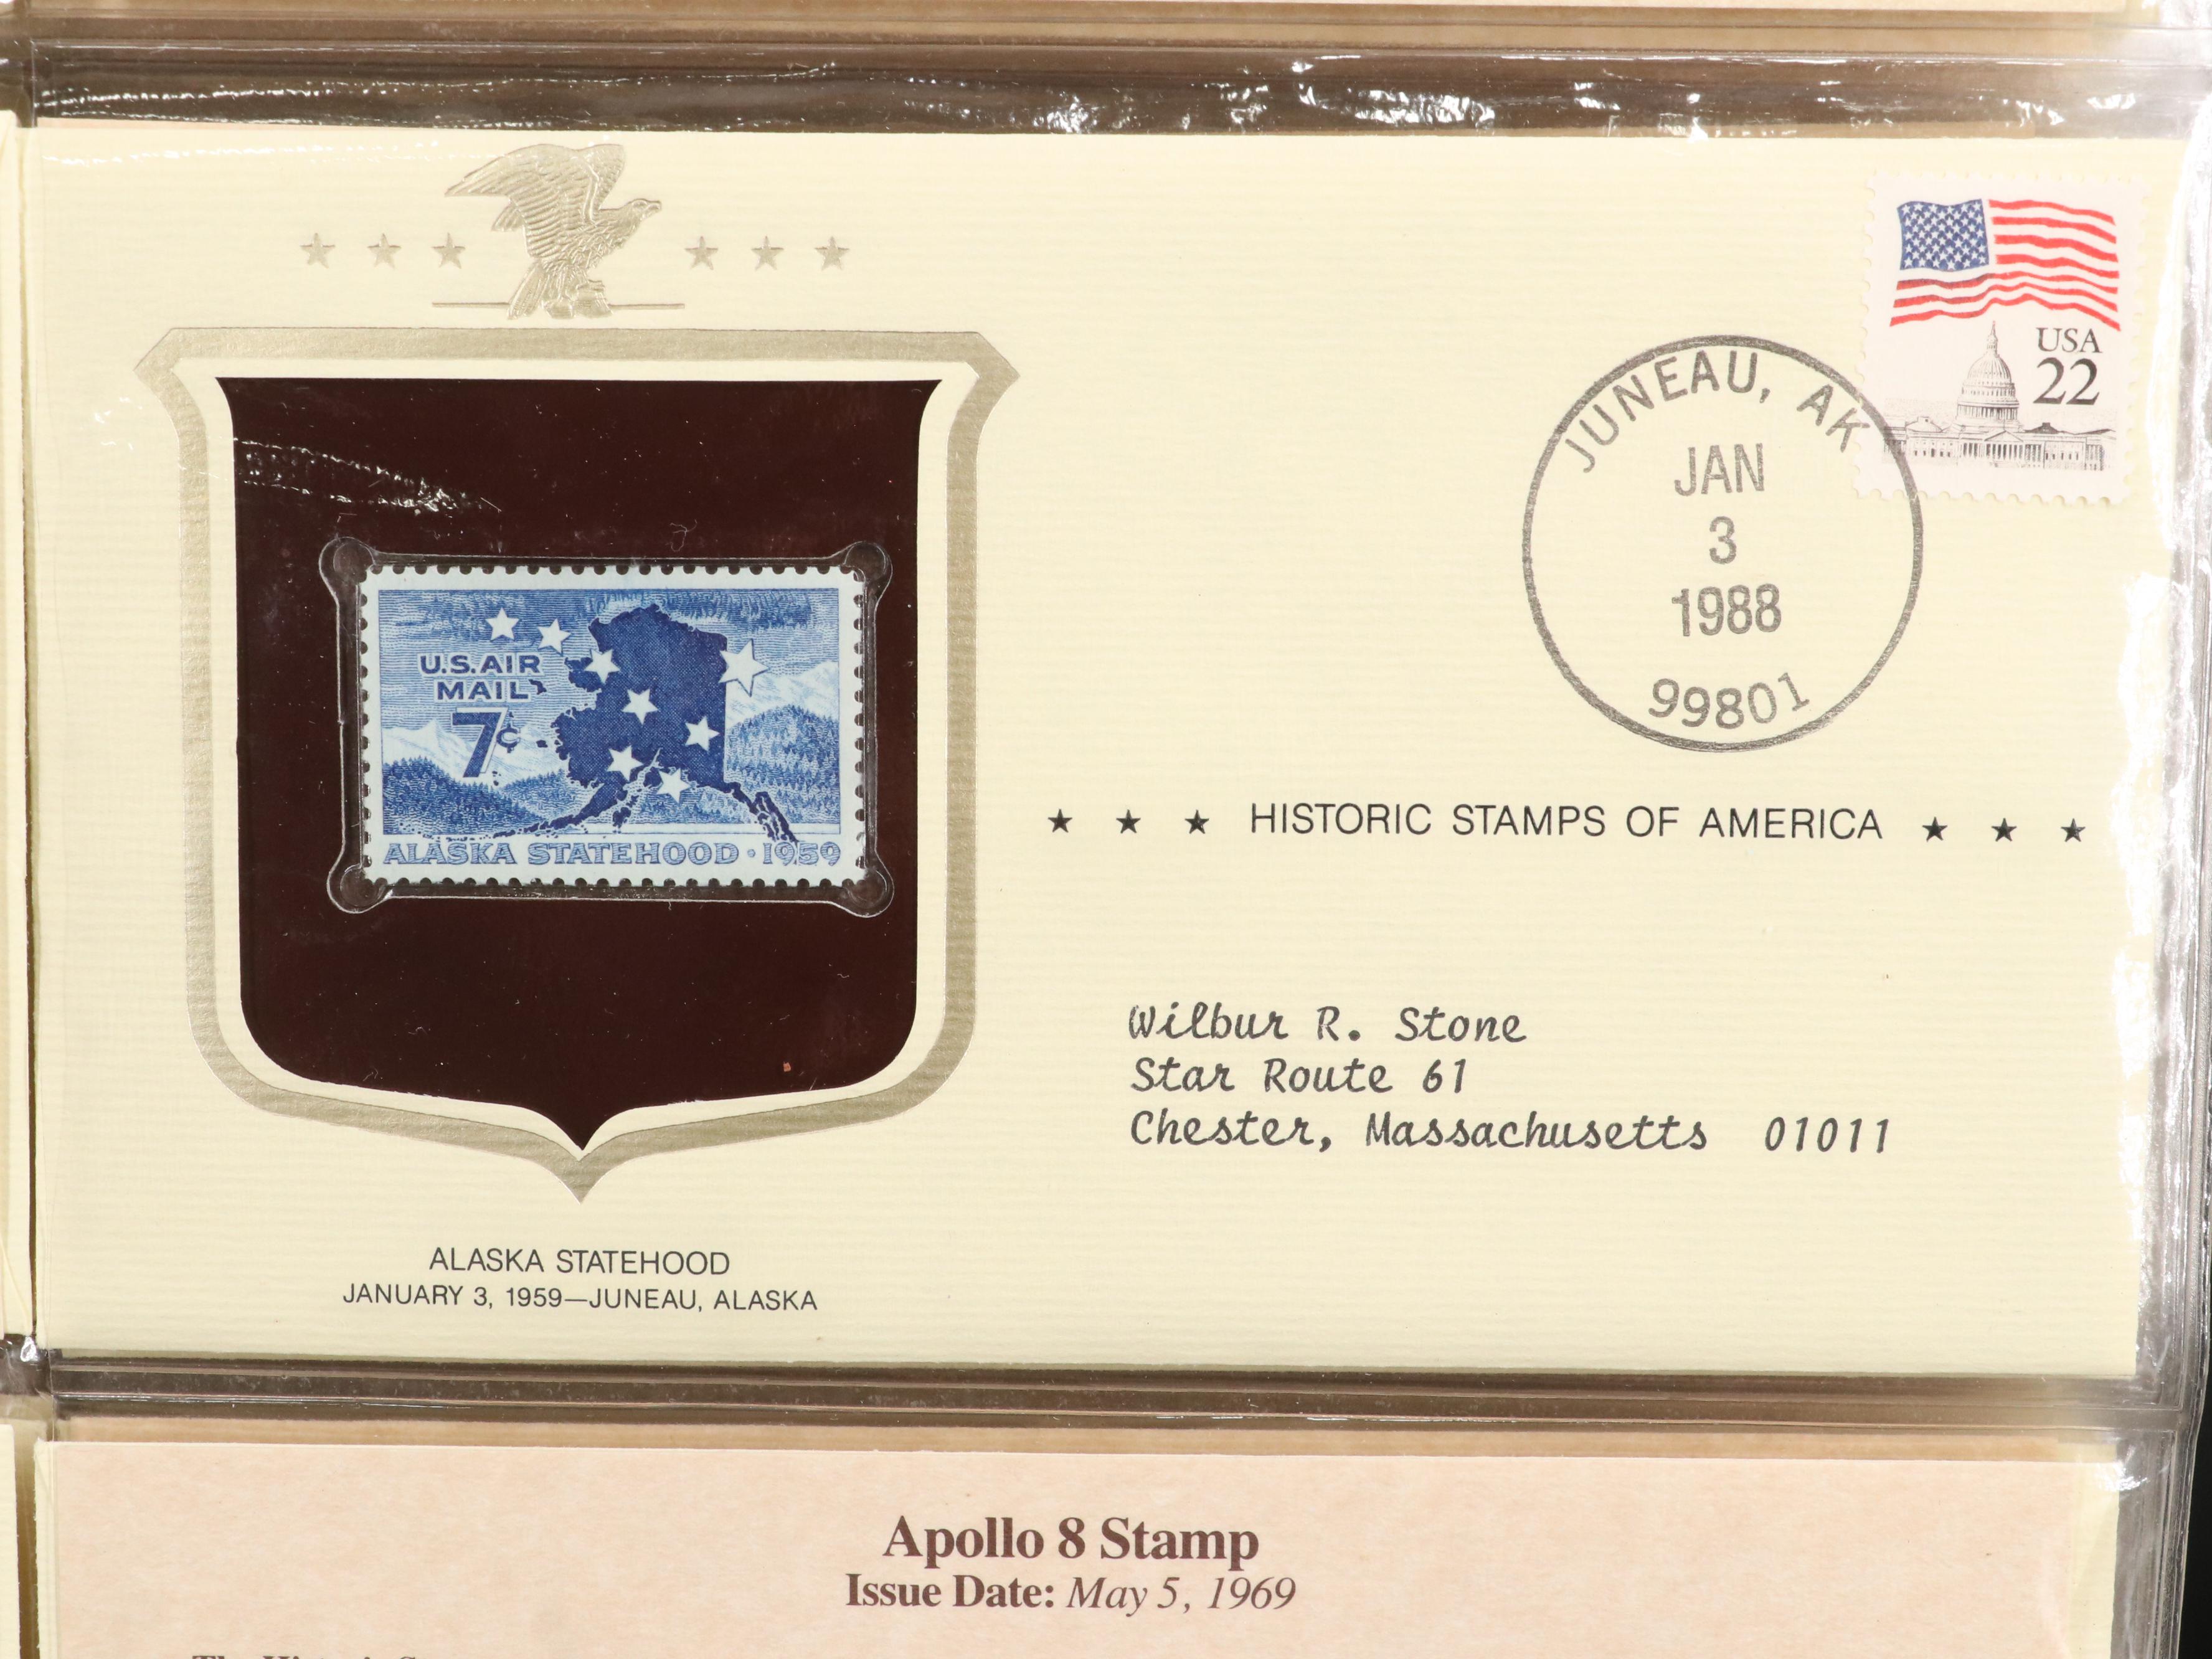 USA
22
JUNEAU, AK
JAN
3
1988
99801
U.S. AIR
MAIL
7¢
ALASKA STATEHOOD · 1959
★ ★ ★ HISTORIC STAMPS OF AMERICA ★ ★ ★
Wilbur R. Stone
Star Route 61
Chester, Massachusetts 01011
ALASKA STATEHOOD
JANUARY 3, 1959—JUNEAU, ALASKA
Apollo 8 Stamp
Issue Date: May 5, 1969